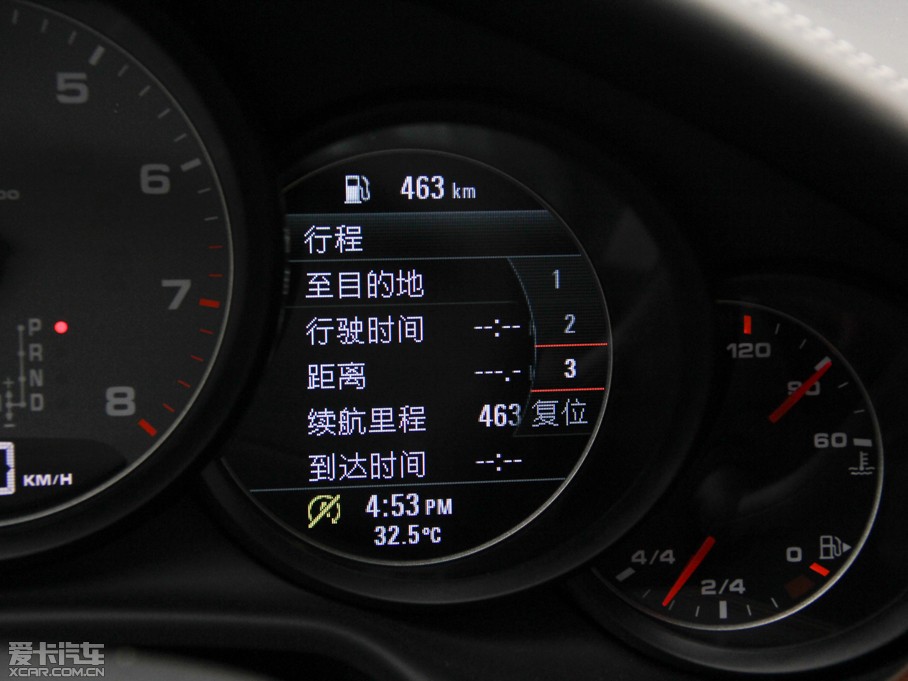 5
6
7
8
P
R
N
D
KM/H
463 km
行程
至目的地
1
行驶时间 --:--
2
距离 ---.-
3
续航里程 463
复位
到达时间 --:--
4:53 PM
32.5°C
120
90
60
4/4
2/4
0
爱卡汽车
XCAR.COM.CN